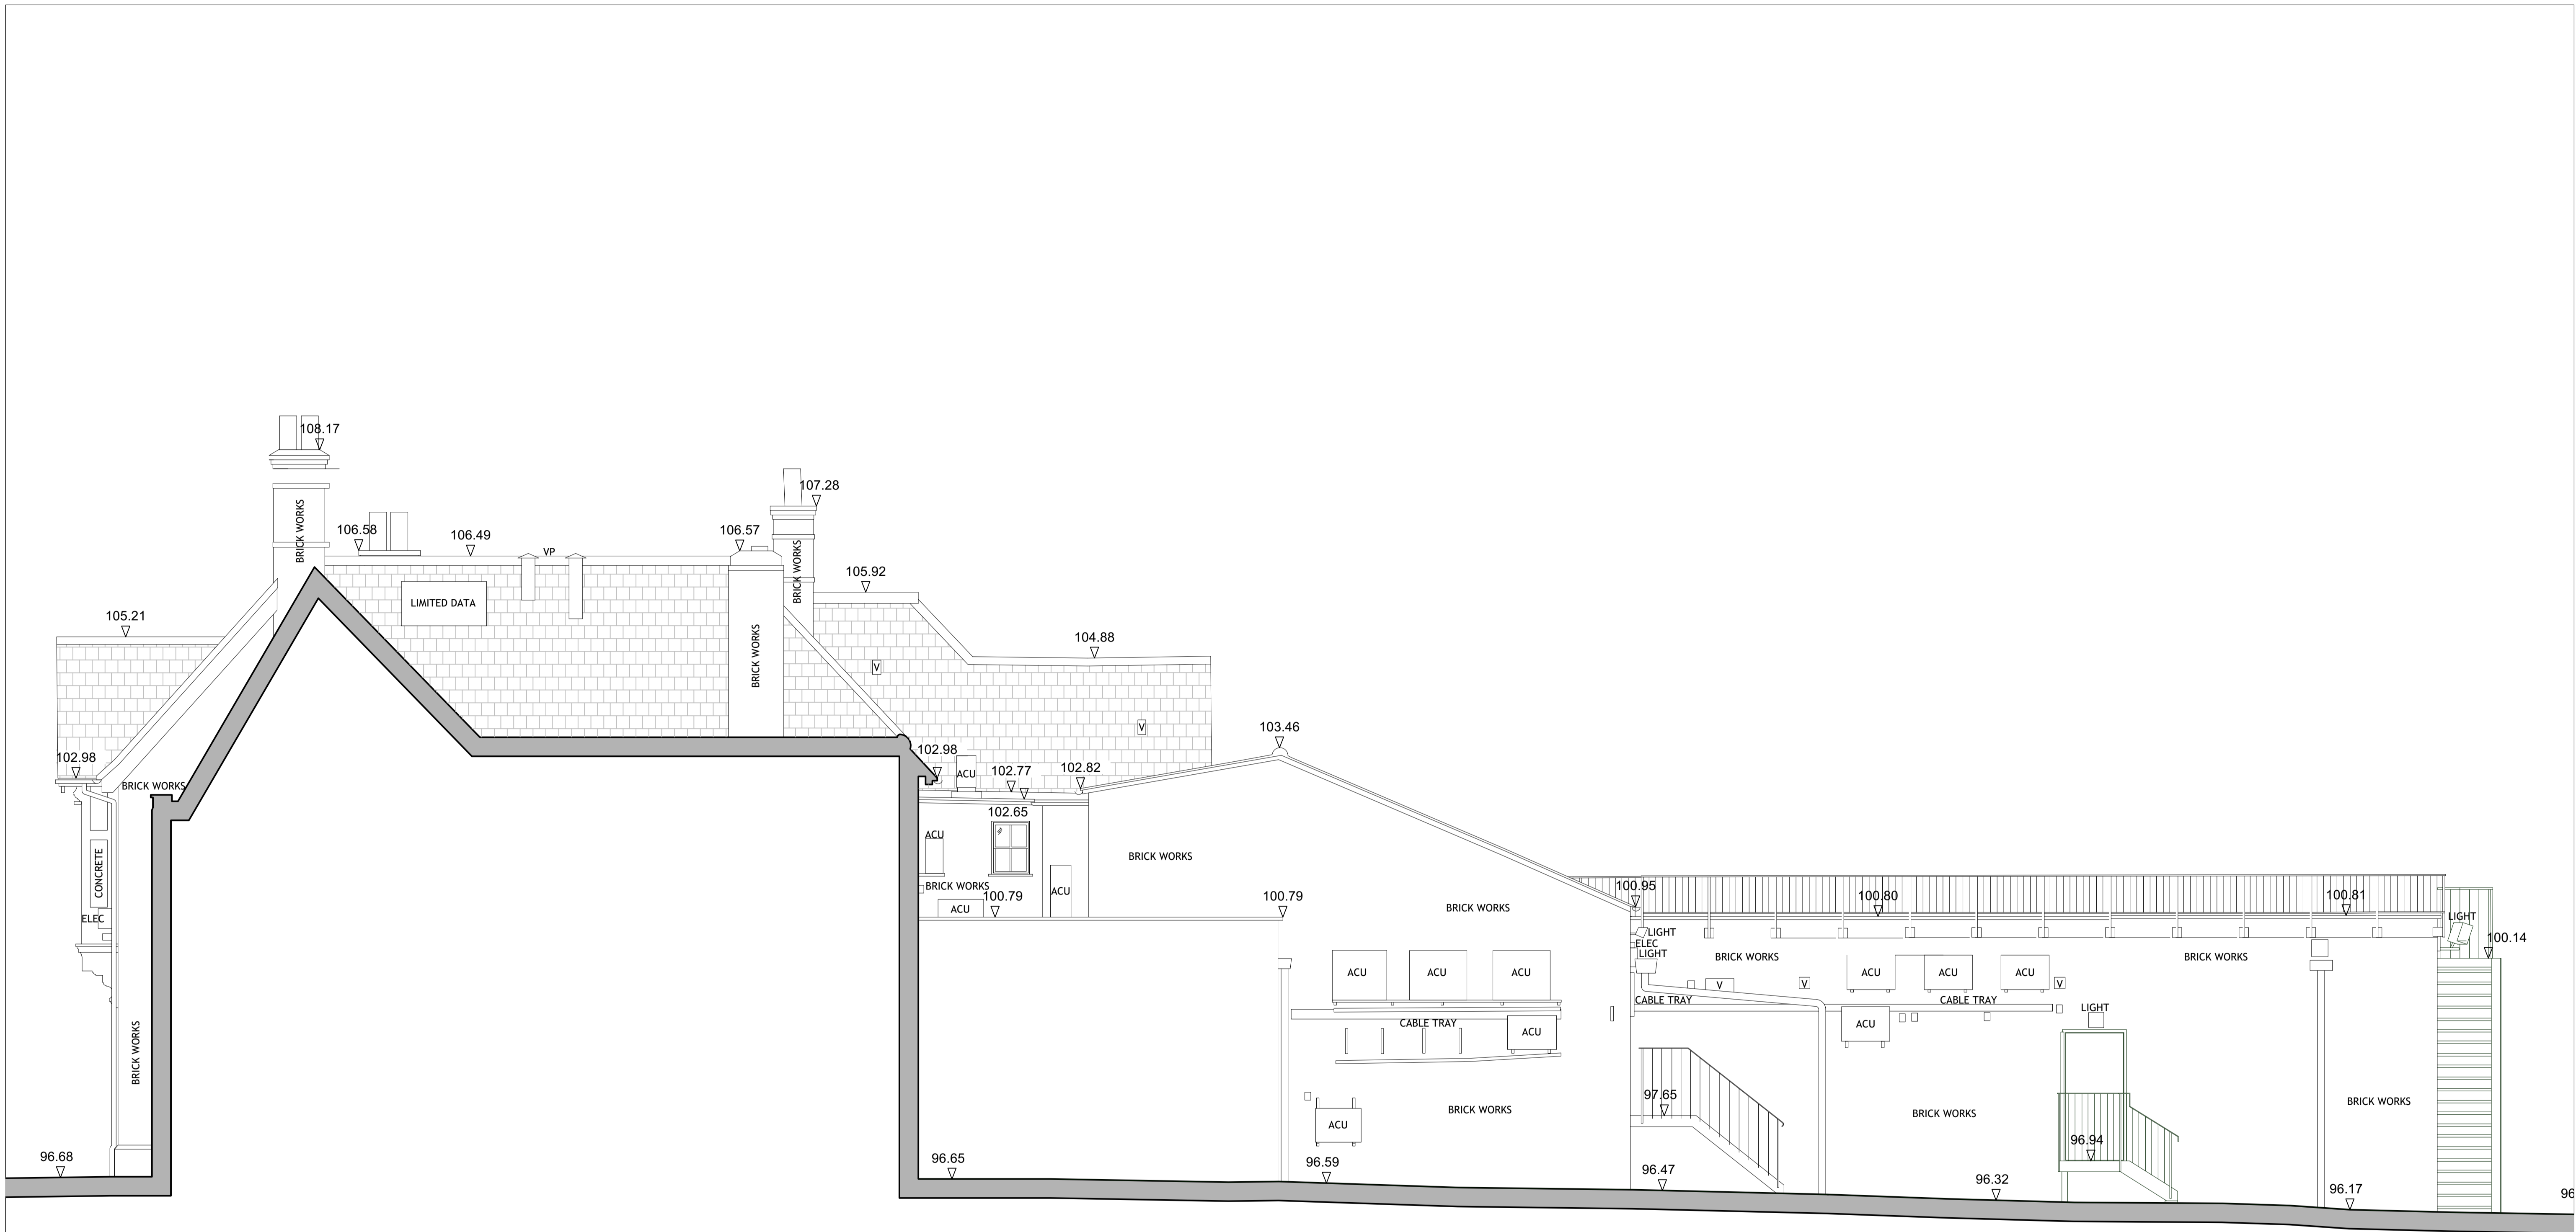 108.17
107.28
BRICK WORKS
106.58
106.49
VP
106.57
BRICK WORKS
105.92
LIMITED DATA
105.21
BRICK WORKS
104.88
V
V
103.46
102.98
BRICK WORKS
102.98
ACU
102.77
102.82
102.65
ACU
BRICK WORKS
CONCRETE
BRICK WORKS
ACU
ACU
100.79
100.79
ELEC
BRICK WORKS
100.95
100.80
100.81
LIGHT
LIGHT
ELEC
LIGHT
100.14
BRICK WORKS
BRICK WORKS
ACU
ACU
ACU
V
V
ACU
ACU
ACU
V
CABLE TRAY
CABLE TRAY
LIGHT
CABLE TRAY
ACU
ACU
BRICK WORKS
97.65
BRICK WORKS
BRICK WORKS
BRICK WORKS
ACU
96.94
96.68
96.65
96.59
96.47
96.32
96.17
96